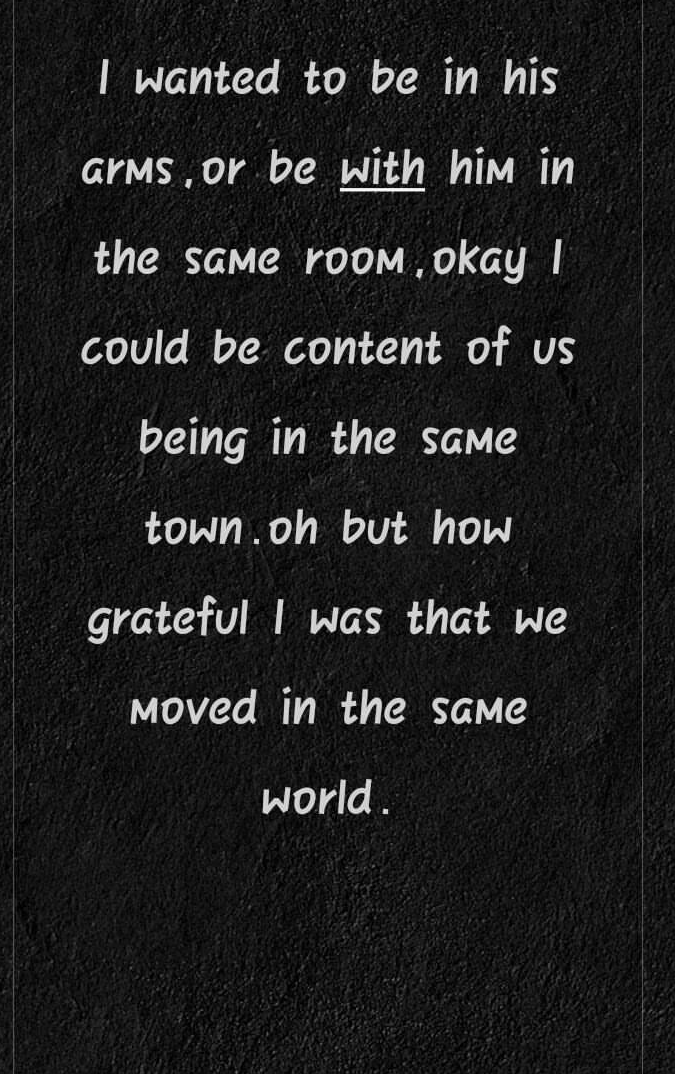 I wanted to be in his
arms,or be with him in
the same room,okay I
could be content of us
being in the same
town.oh but how
grateful I was that we
moved in the same
world.